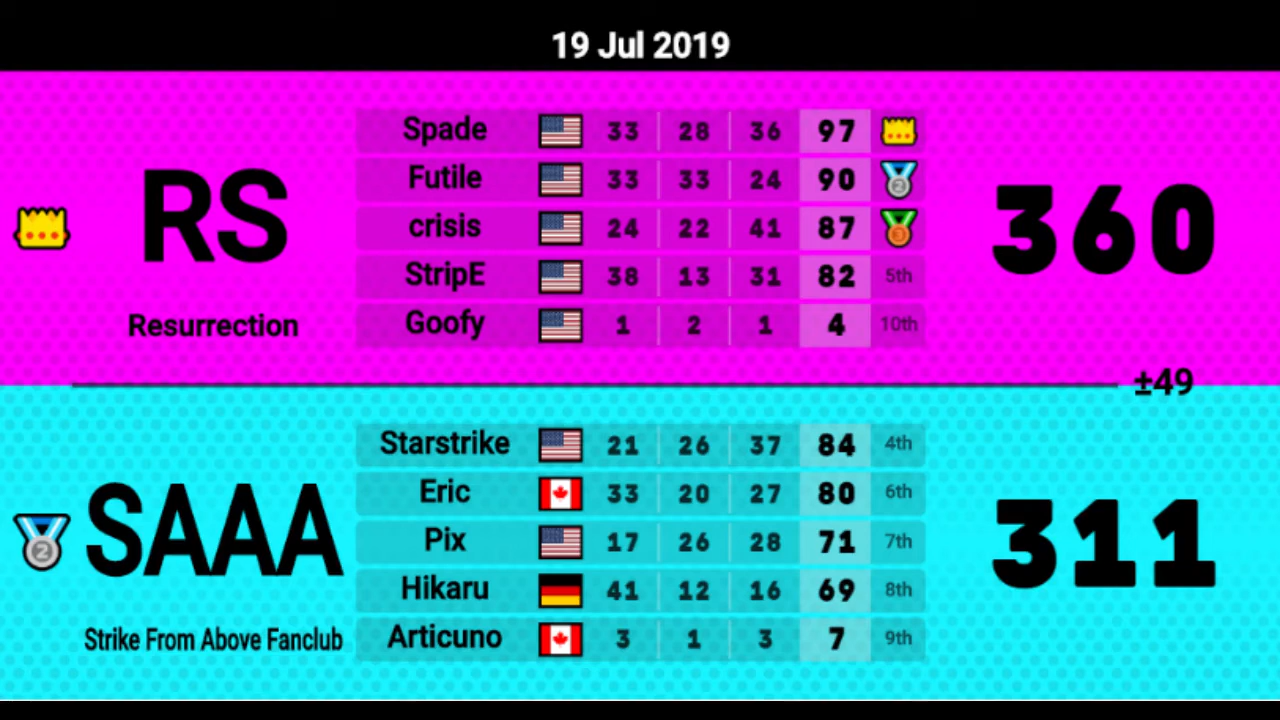 19 Jul 2019
RS
Resurrection
Spade 33 28 36 97
Futile 33 33 24 90 2
crisis 24 22 41 87 3
StripE 38 13 31 82 5th
Goofy 1 2 1 4 10th
360
±49
2
SAAA
Strike From Above Fanclub
Starstrike 21 26 37 84 4th
Eric 33 20 27 80 6th
Pix 17 26 28 71 7th
Hikaru 41 12 16 69 8th
Articuno 3 1 3 7 9th
311